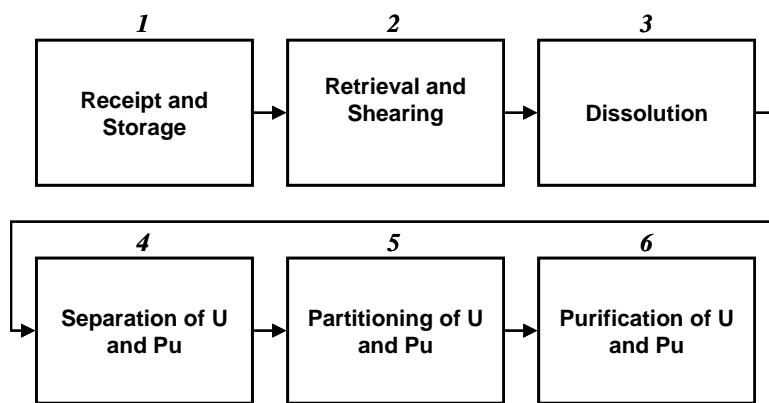 1
2
3
Receipt and
Storage
Retrieval and
Shearing
Dissolution
4
5
6
Separation of U
and Pu
Partitioning of U
and Pu
Purification of U
and Pu